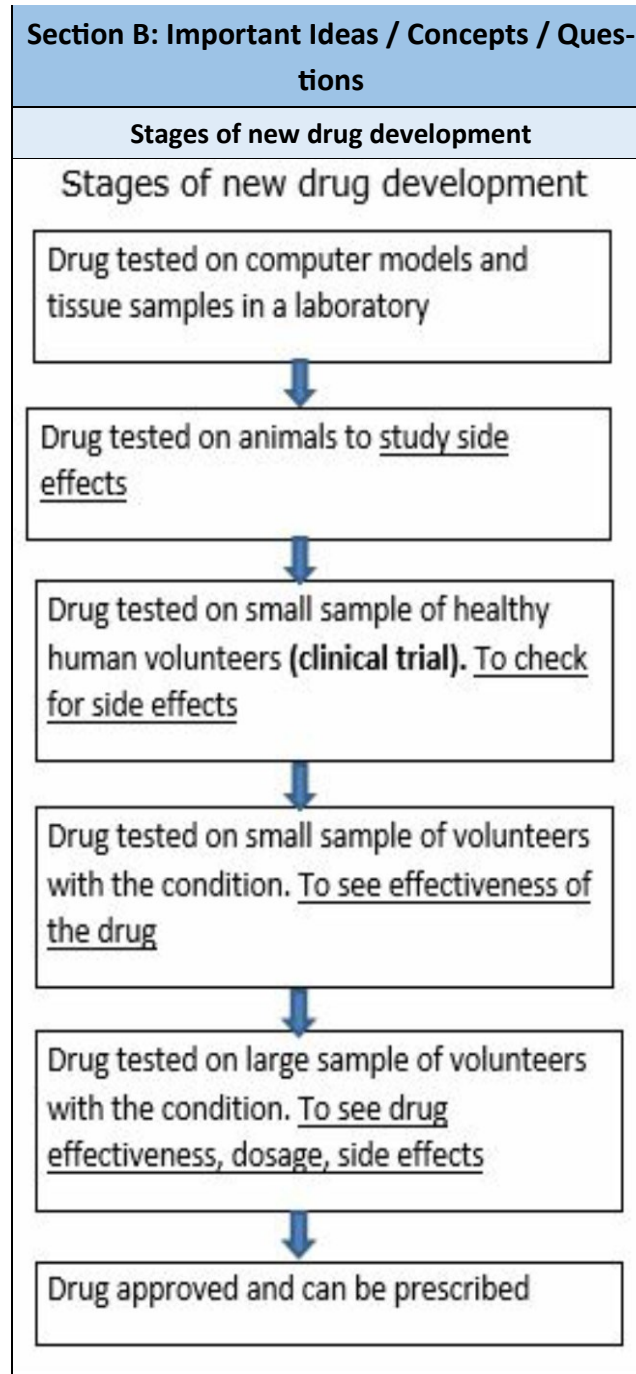 Section B: Important Ideas / Concepts / Ques-
tions
Stages of new drug development
Stages of new drug development
Drug tested on computer models and
tissue samples in a laboratory
Drug tested on animals to study side
effects
Drug tested on small sample of healthy
human volunteers (clinical trial). To check
for side effects
Drug tested on small sample of volunteers
with the condition. To see effectiveness of
the drug
Drug tested on large sample of volunteers
with the condition. To see drug
effectiveness, dosage, side effects
Drug approved and can be prescribed